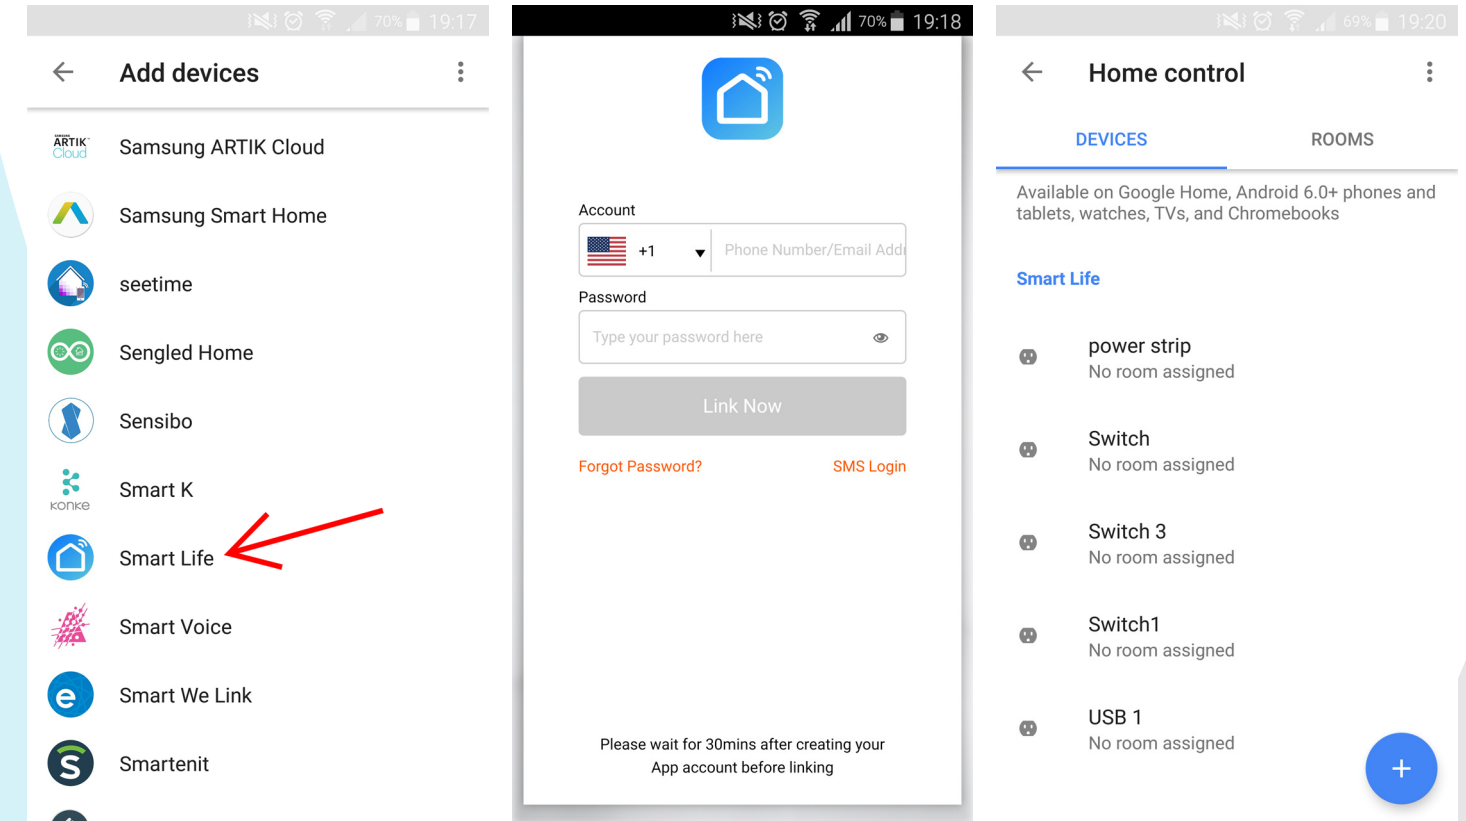 70% 19:17
Add devices
SAMSUNG
ARTIK™
Cloud
Samsung ARTIK Cloud
Samsung Smart Home
seetime
Sengled Home
Sensibo
konke
Smart K
Smart Life
Smart Voice
e
Smart We Link
S
Smartenit
70% 19:18
Account
+1
Phone Number/Email Addr
Password
Type your password here
Link Now
Forgot Password? SMS Login
Please wait for 30mins after creating your
App account before linking
69% 19:20
Home control
DEVICES ROOMS
Available on Google Home, Android 6.0+ phones and
tablets, watches, TVs, and Chromebooks
Smart Life
power strip
No room assigned
Switch
No room assigned
Switch 3
No room assigned
Switch1
No room assigned
USB 1
No room assigned
+